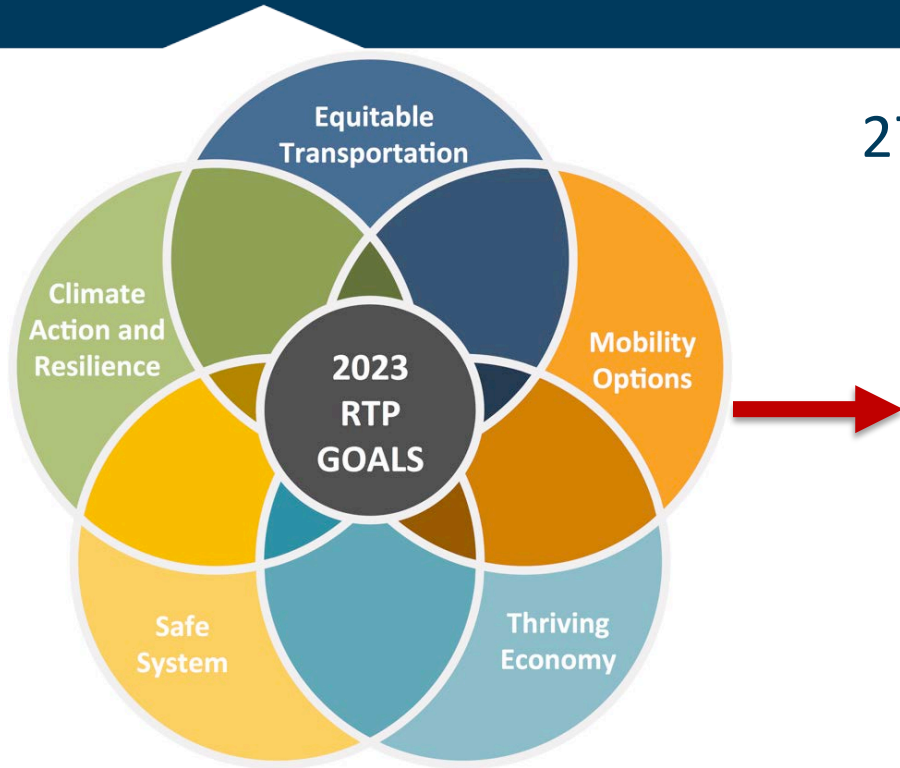 Equitable
Transportation
Climate
Action and
Resilience
Mobility
Options
2023
RTP
GOALS
Safe
System
Thriving
Economy